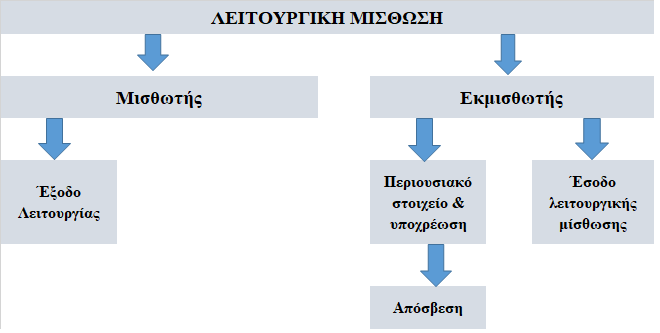 ΛΕΙΤΟΥΡΓΙΚΗ ΜΙΣΘΩΣΗ
Μισθωτής
Εκμισθωτής
Έξοδο
Λειτουργίας
Περιουσιακό
στοιχείο &
υποχρέωση
Έσοδο
λειτουργικής
μίσθωσης
Απόσβεση